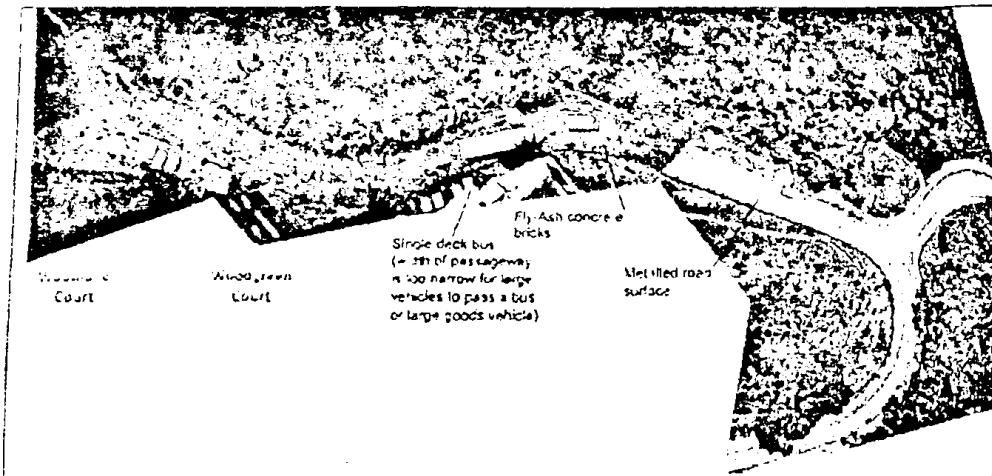 Fly-Ash concrete
bricks
Single deck bus
(width of passageway
is too narrow for large
vehicles to pass a bus
or large goods vehicle)
Metalled road
surface
Court
Woodgreen
Court